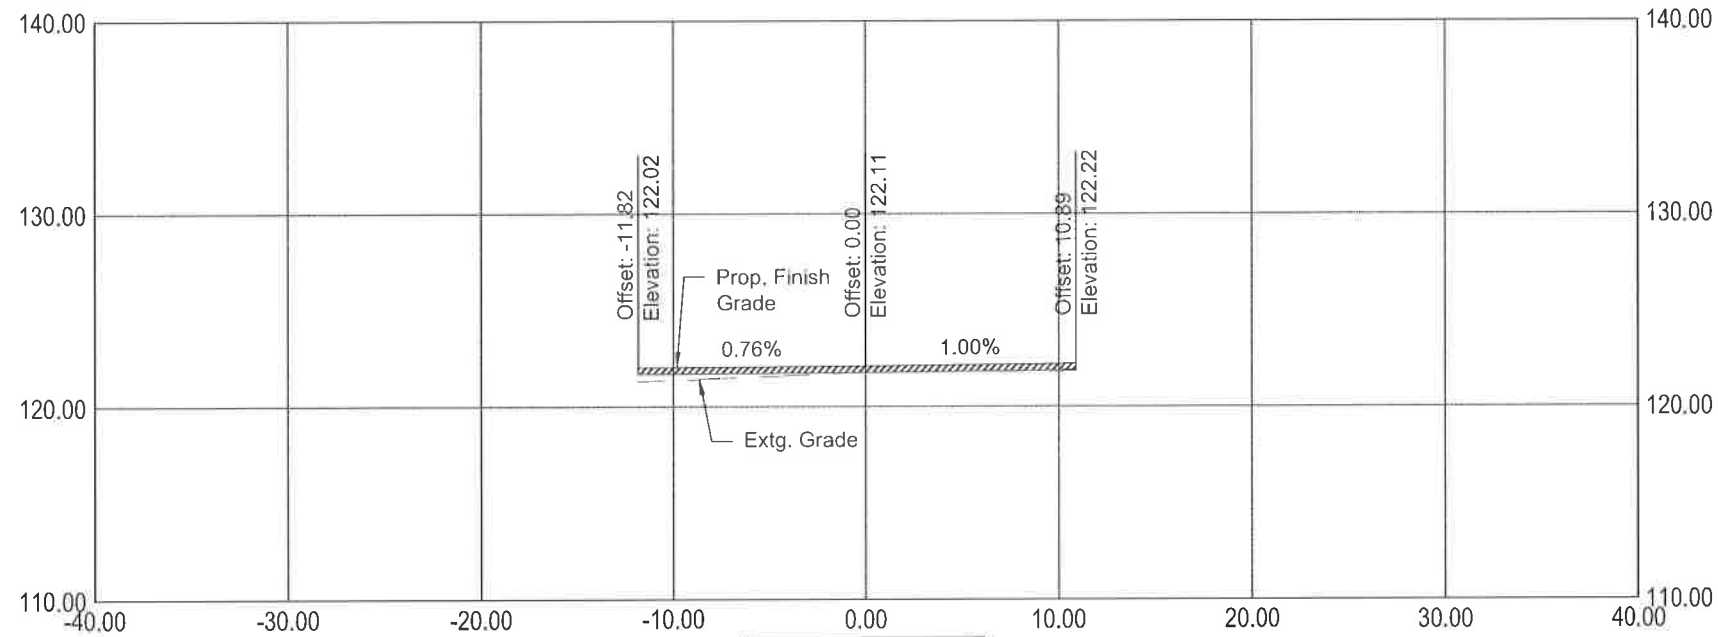 140.00
140.00
Offset: -11.82
Elevation: 122.02
Offset: 0.00
Elevation: 122.11
Offset: 10.89
Elevation: 122.22
130.00
130.00
Prop. Finish
Grade
0.76%
1.00%
120.00
120.00
Extg. Grade
110.00
110.00
-40.00
-30.00
-20.00
-10.00
0.00
10.00
20.00
30.00
40.00